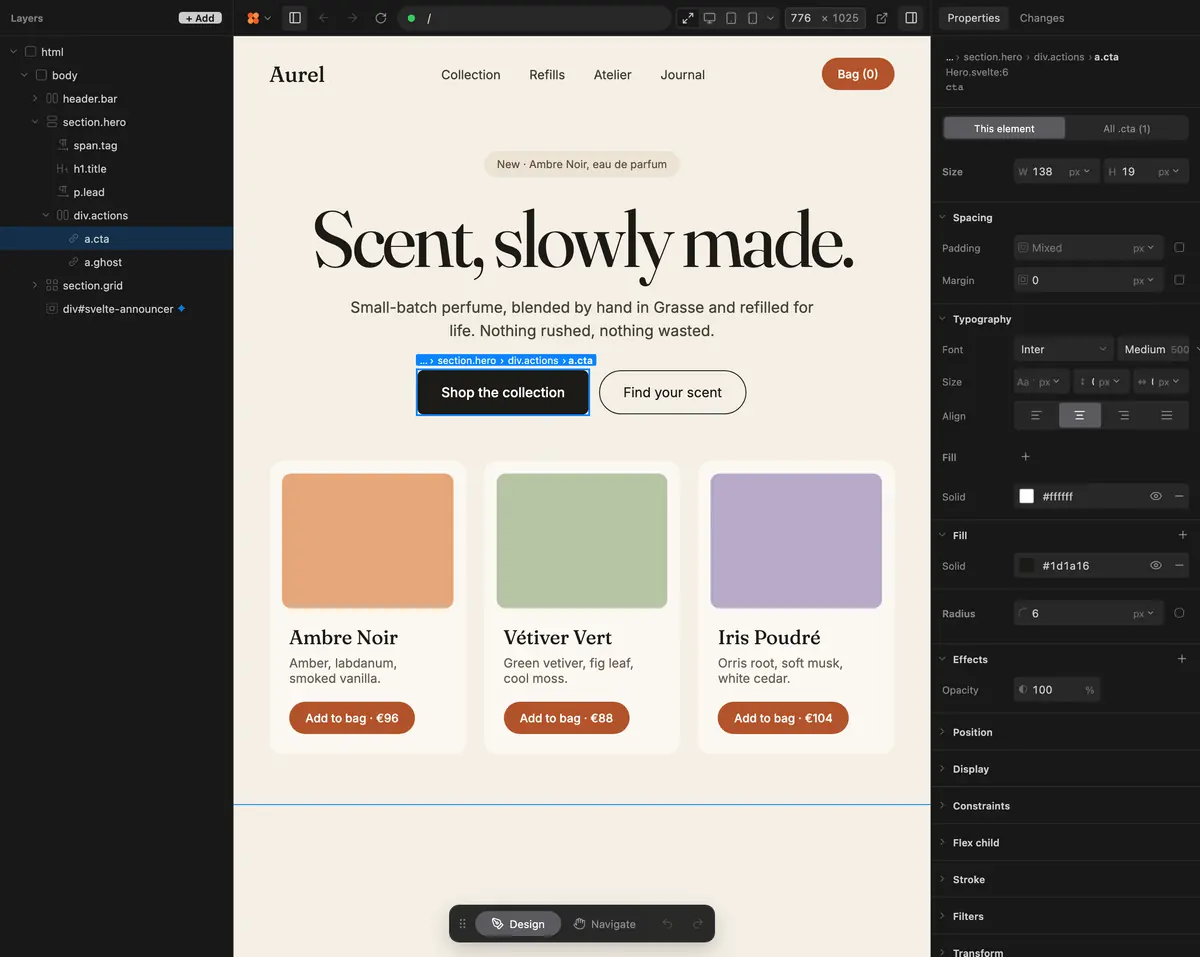 Layers
+ Add
/
776 × 1025
Properties
Changes
html
body
header.bar
section.hero
span.tag
h1.title
p.lead
div.actions
a.cta
a.ghost
section.grid
div#svelte-announcer
Aurel
Collection
Refills
Atelier
Journal
Bag (0)
New · Ambre Noir, eau de parfum
Scent, slowly made.
Small-batch perfume, blended by hand in Grasse and refilled for
life. Nothing rushed, nothing wasted.
... › section.hero › div.actions › a.cta
Shop the collection
Find your scent
Ambre Noir
Amber, labdanum,
smoked vanilla.
Add to bag · €96
Vétiver Vert
Green vetiver, fig leaf,
cool moss.
Add to bag · €88
Iris Poudré
Orris root, soft musk,
white cedar.
Add to bag · €104
Design
Navigate
... › section.hero › div.actions › a.cta
Hero.svelte:6
cta
This element
All .cta (1)
Size
W 138 px
H 19 px
Spacing
Padding
Mixed
px
Margin
0
px
Typography
Font
Inter
Medium 500
Size
Aa
px
px
px
Align
Fill
+
Solid
#ffffff
Fill
+
Solid
#1d1a16
Radius
6
px
Effects
+
Opacity
100
%
Position
Display
Constraints
Flex child
Stroke
Filters
Transform